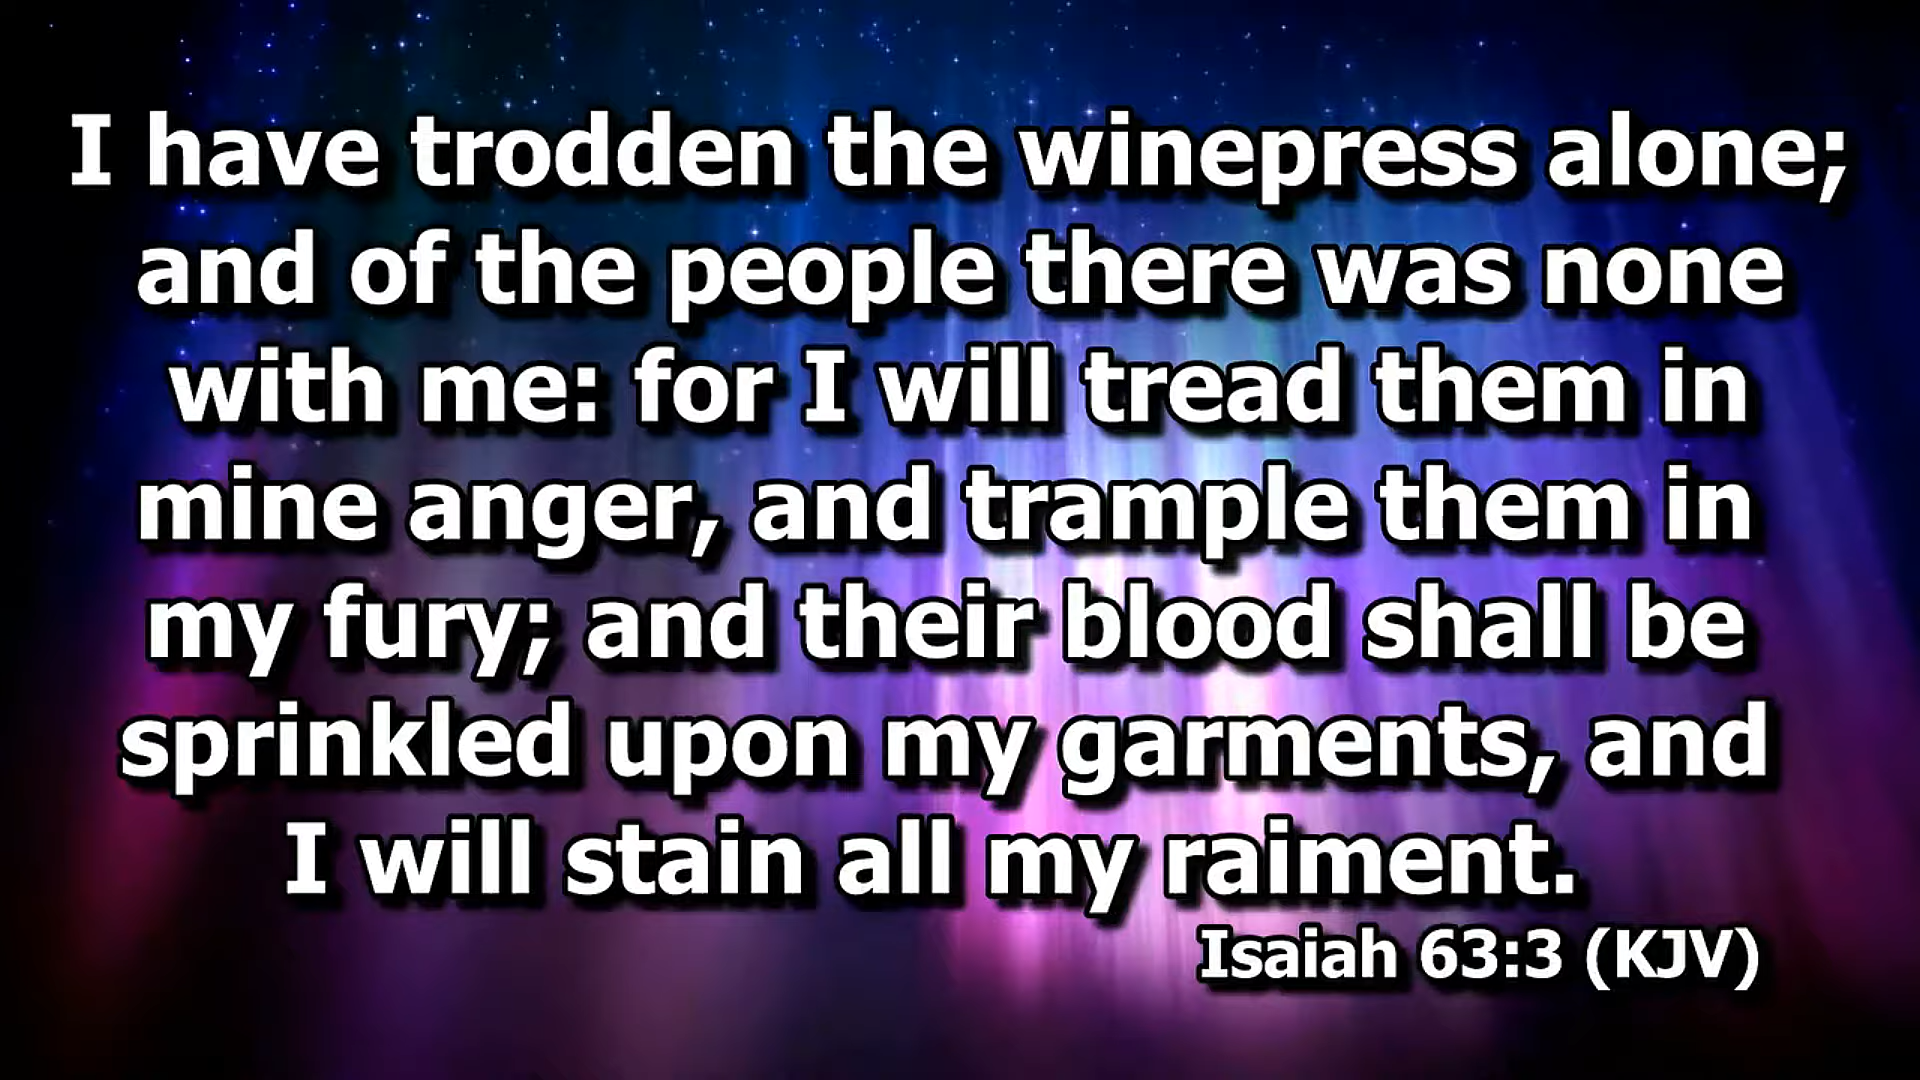 I have trodden the winepress alone;
and of the people there was none
with me: for I will tread them in
mine anger, and trample them in
my fury; and their blood shall be
sprinkled upon my garments, and
I will stain all my raiment.
Isaiah 63:3 (KJV)